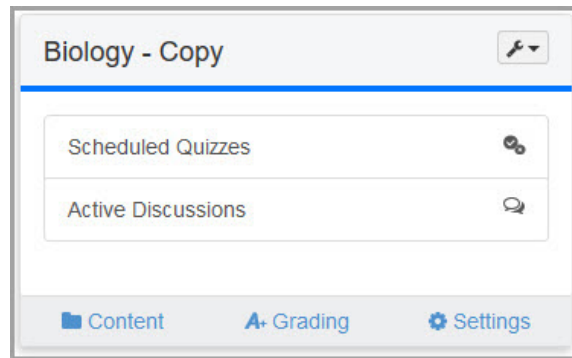 Biology - Copy
Scheduled Quizzes
Active Discussions
Content A+ Grading Settings